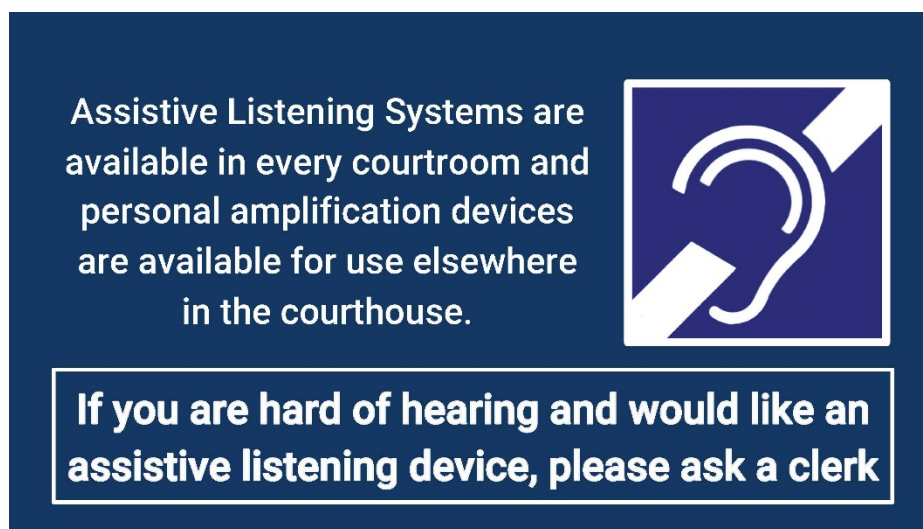 Assistive Listening Systems are
available in every courtroom and
personal amplification devices
are available for use elsewhere
in the courthouse.
If you are hard of hearing and would like an
assistive listening device, please ask a clerk